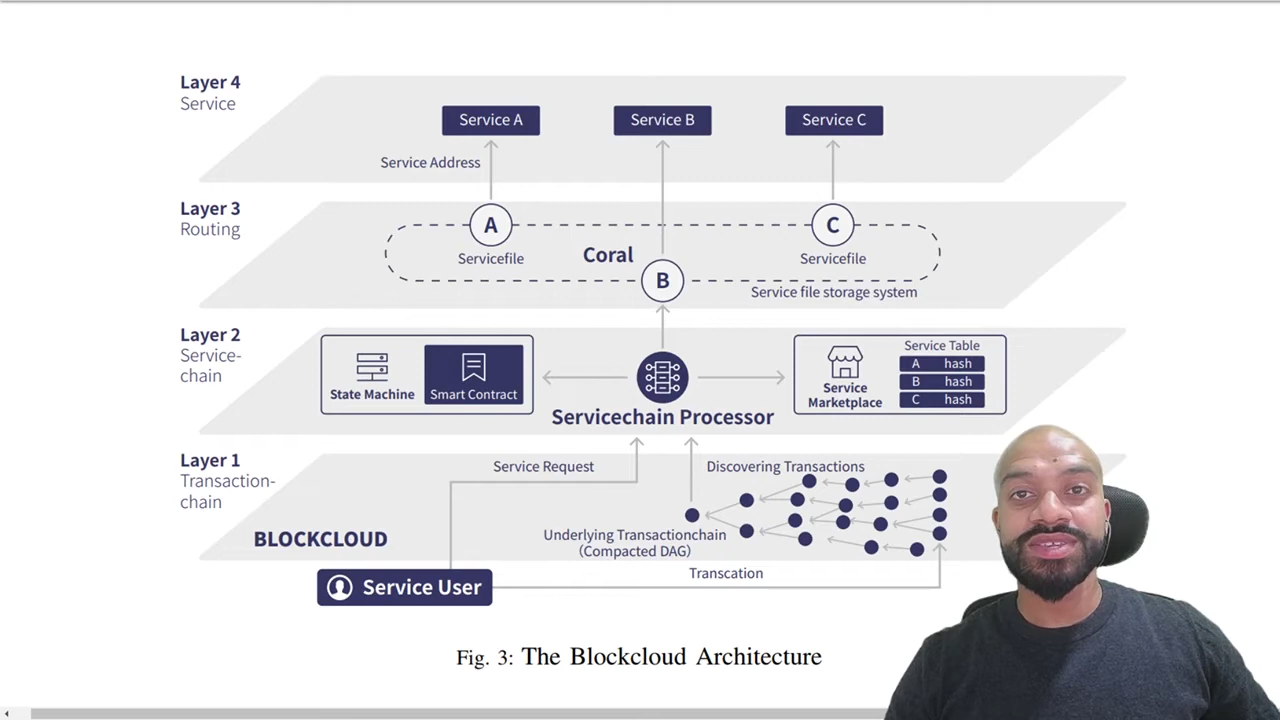 Layer 4
Service
Service A
Service B
Service C
Service Address
Layer 3
Routing
A
Servicefile
Coral
B
C
Servicefile
Service file storage system
Layer 2
Service-
chain
State Machine
Smart Contract
Servicechain Processor
Service
Marketplace
Service Table
A hash
B hash
C hash
Layer 1
Transaction-
chain
Service Request
Discovering Transactions
Underlying Transactionchain
(Compacted DAG)
BLOCKCLOUD
Transcation
Service User
Fig. 3: The Blockcloud Architecture